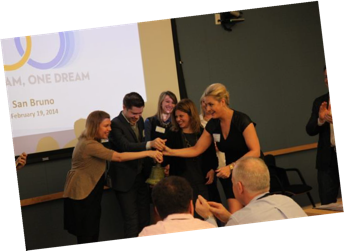 AM, ONE DREAM
San Bruno
February 19, 2014